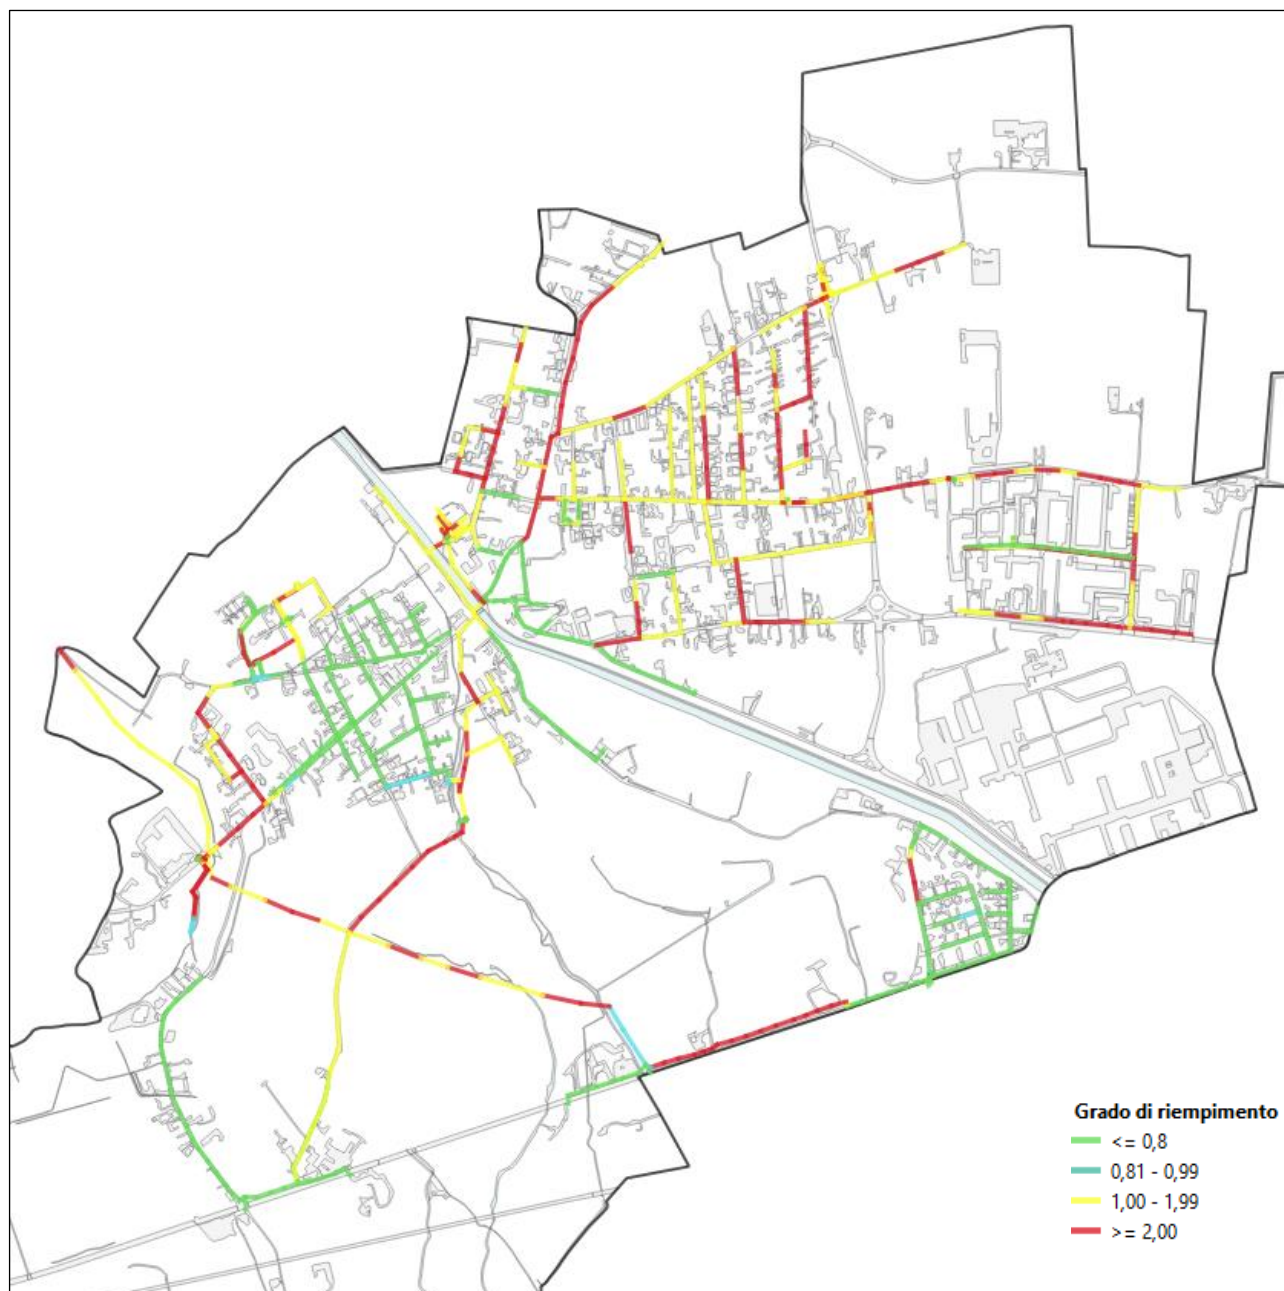 Grado di riempimento
<= 0,8
0,81 - 0,99
1,00 - 1,99
>= 2,00